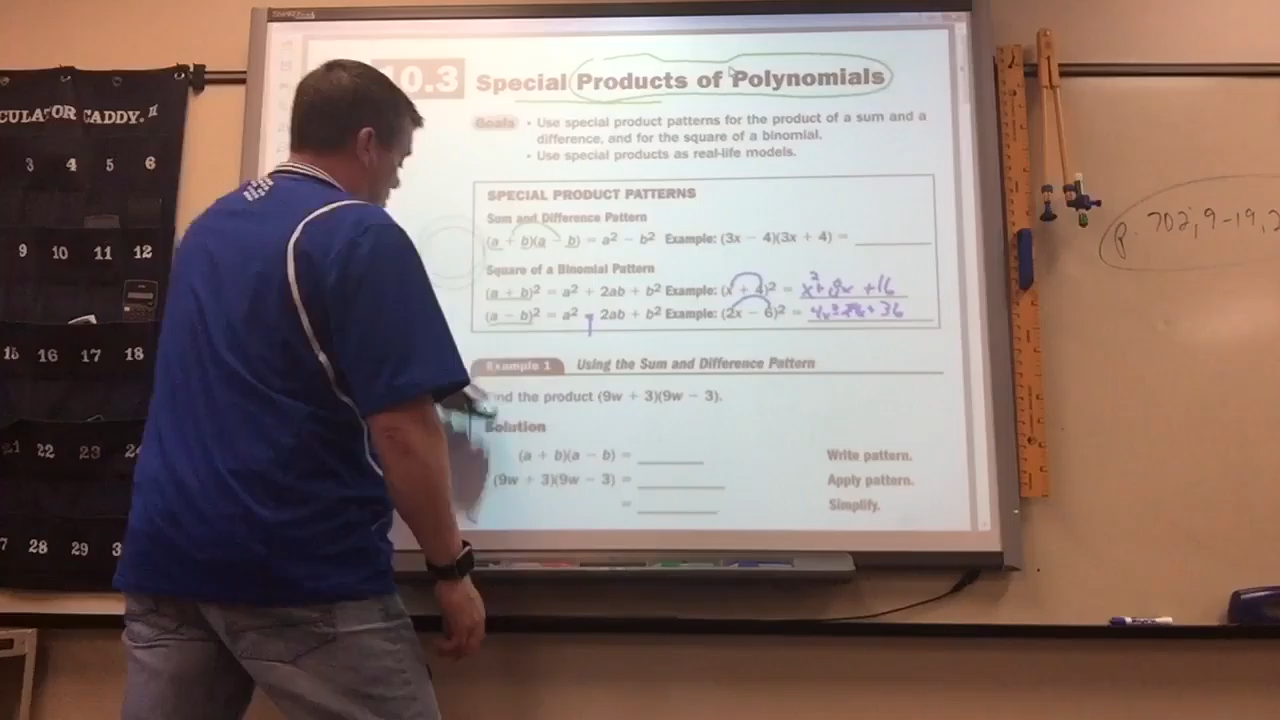 10.3 Special Products of Polynomials
Goals • Use special product patterns for the product of a sum and a
difference, and for the square of a binomial.
• Use special products as real-life models.
SPECIAL PRODUCT PATTERNS
Sum and Difference Pattern
(a + b)(a − b) = a² − b² Example: (3x − 4)(3x + 4) =
Square of a Binomial Pattern
(a + b)² = a² + 2ab + b² Example: (x + 4)² = x² + 8x + 16
(a − b)² = a² − 2ab + b² Example: (2x − 6)² = + 36
Example 1 Using the Sum and Difference Pattern
Find the product (9w + 3)(9w − 3).
Solution
(a + b)(a − b) = Write pattern.
(9w + 3)(9w − 3) = Apply pattern.
= Simplify.
CULATOR CADDY.
3 4 5 6
9 10 11 12
15 16 17 18
21 22 23 24
28 29
p. 702; 9-19,